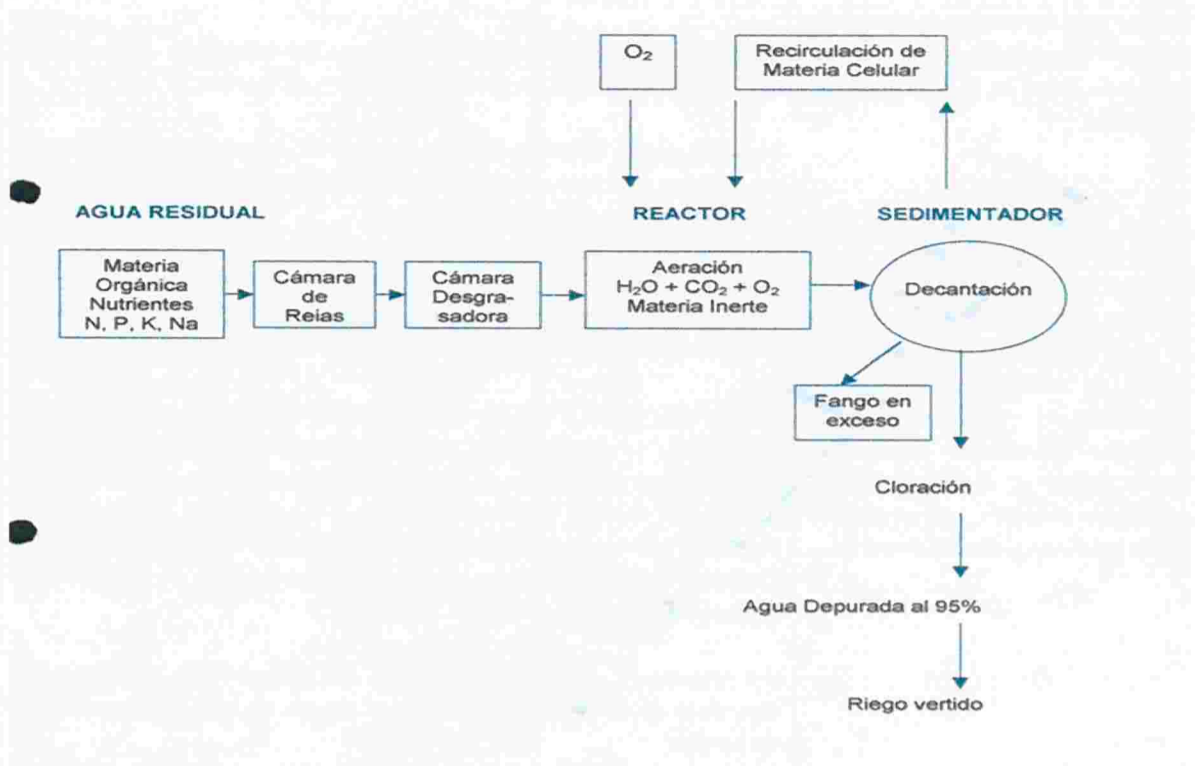 O₂
Recirculación de
Materia Celular
AGUA RESIDUAL
REACTOR
SEDIMENTADOR
Materia
Orgánica
Nutrientes
N, P, K, Na
Cámara
de
Reias
Cámara
Desgra-
sadora
Aeración
H₂O + CO₂ + O₂
Materia Inerte
Decantación
Fango en
exceso
Cloración
Agua Depurada al 95%
Riego vertido